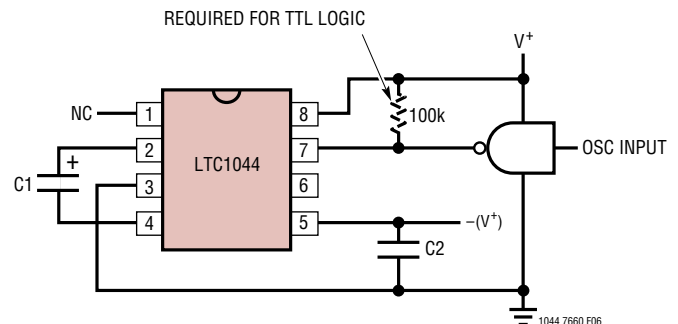 REQUIRED FOR TTL LOGIC
V+
NC
1
8
100k
2
7
OSC INPUT
+
LTC1044
C1
3
6
4
5
–(V+)
C2
1044 7660 F06